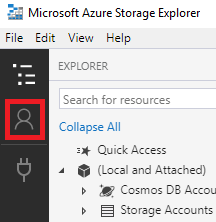 Microsoft Azure Storage Explorer
File Edit View Help
EXPLORER
Search for resources
Collapse All
Quick Access
(Local and Attached)
Cosmos DB Accou
Storage Accounts